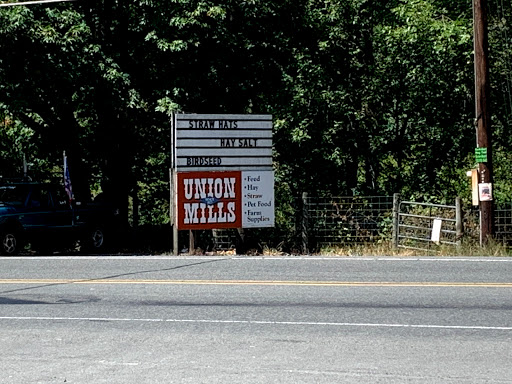 STRAW HATS
HAY SALT
BIRDSEED
UNION
MILLS
• Feed
• Hay
• Straw
• Pet Food
• Farm
Supplies